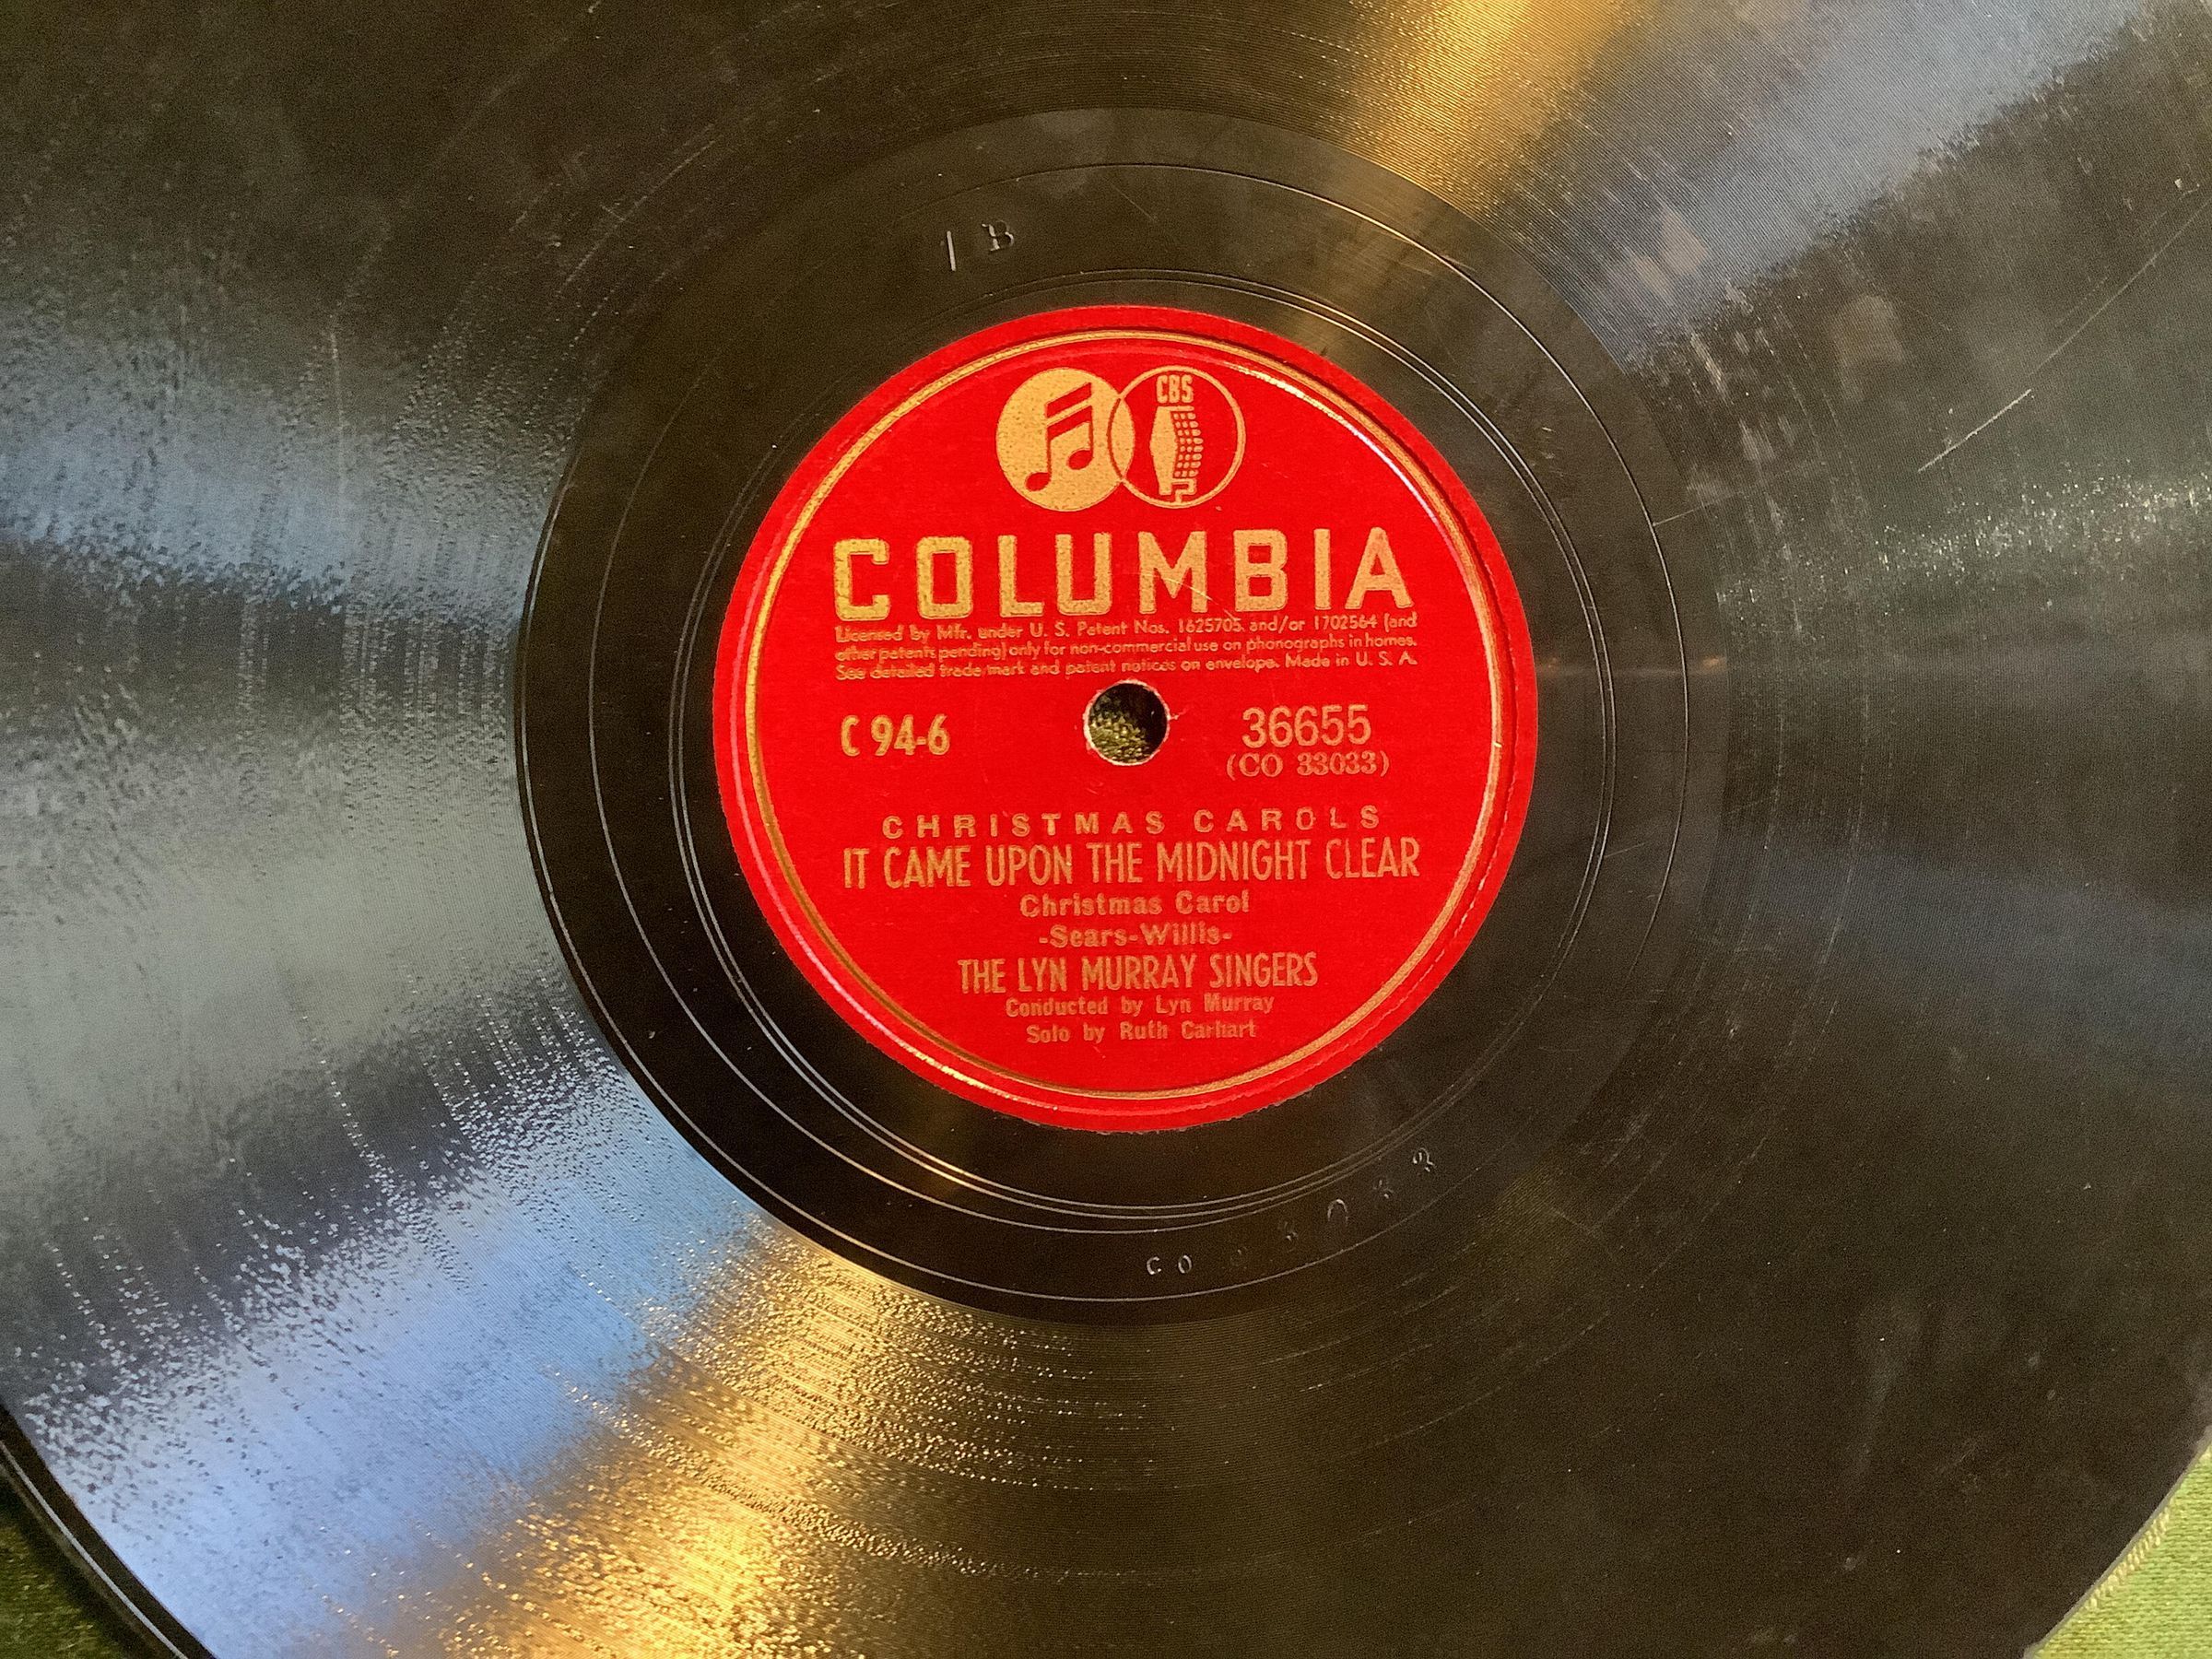 1 B
CBS
COLUMBIA
Licensed by Mfr. under U. S. Patent Nos. 1625705 and/or 1702564 (and
other patents pending) only for non-commercial use on phonographs in homes.
See detailed trade mark and patent notices on envelope. Made in U. S. A.
C 94-6
36655
(CO 33033)
CHRISTMAS CAROLS
IT CAME UPON THE MIDNIGHT CLEAR
Christmas Carol
-Sears-Willis-
THE LYN MURRAY SINGERS
Conducted by Lyn Murray
Solo by Ruth Carhart
CO 33033